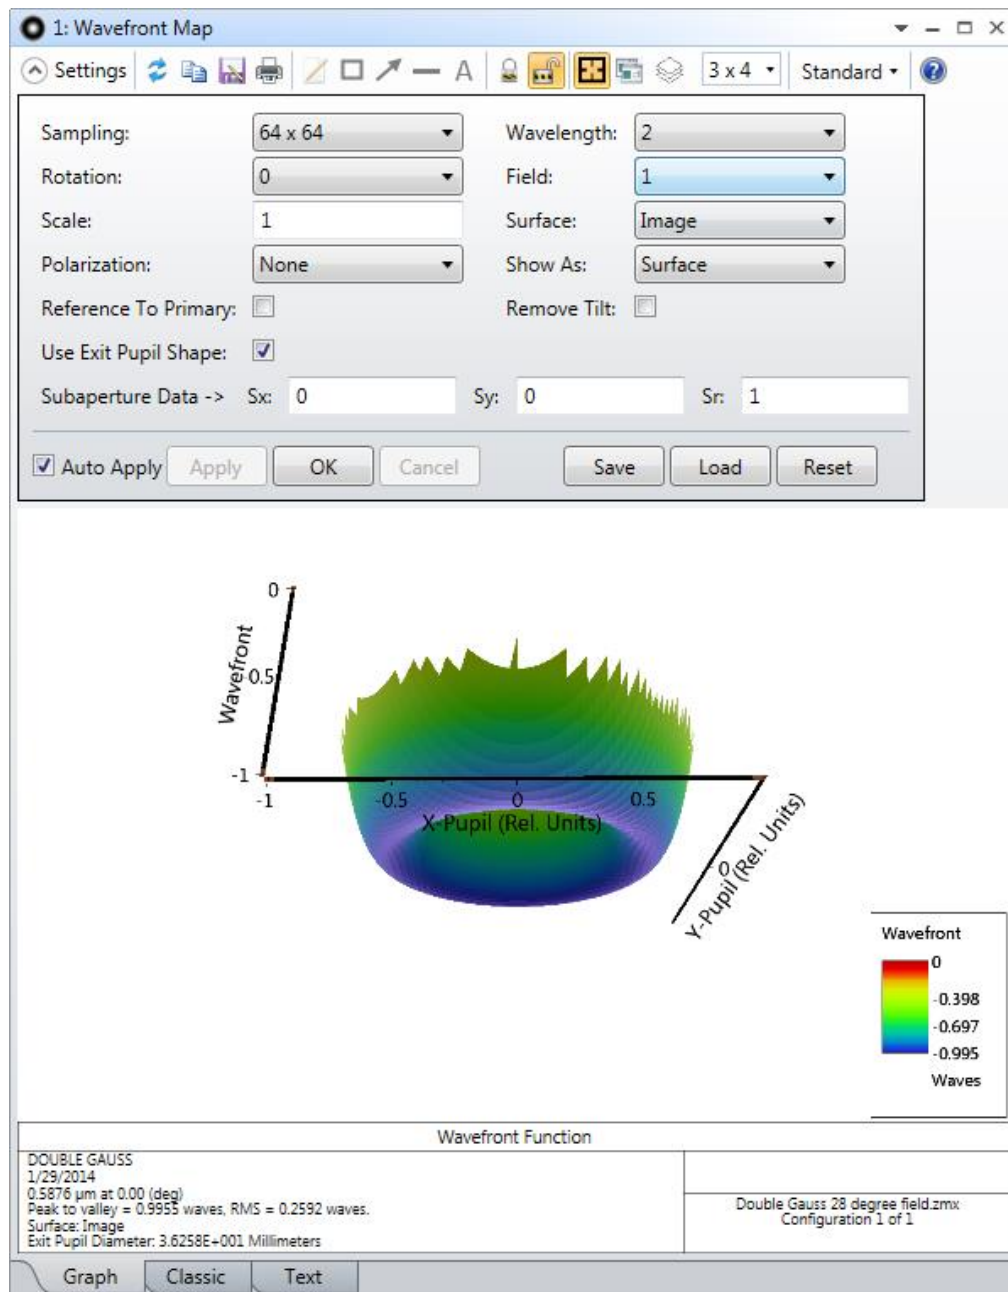 1: Wavefront Map
Settings A 3 x 4 Standard
Sampling: 64 x 64 Wavelength: 2
Rotation: 0 Field: 1
Scale: 1 Surface: Image
Polarization: None Show As: Surface
Reference To Primary: Remove Tilt:
Use Exit Pupil Shape:
Subaperture Data -> Sx: 0 Sy: 0 Sr: 1
Auto Apply Apply OK Cancel Save Load Reset
0
Wavefront
-0.5
-1
-1 -0.5 0 0.5
X-Pupil (Rel. Units)
0
Y-Pupil (Rel. Units)
Wavefront
0
-0.398
-0.697
-0.995
Waves
Wavefront Function
DOUBLE GAUSS
1/29/2014
0.5876 µm at 0.00 (deg)
Peak to valley = 0.9955 waves, RMS = 0.2592 waves.
Surface: Image
Exit Pupil Diameter: 3.6258E+001 Millimeters
Double Gauss 28 degree field.zmx
Configuration 1 of 1
Graph Classic Text